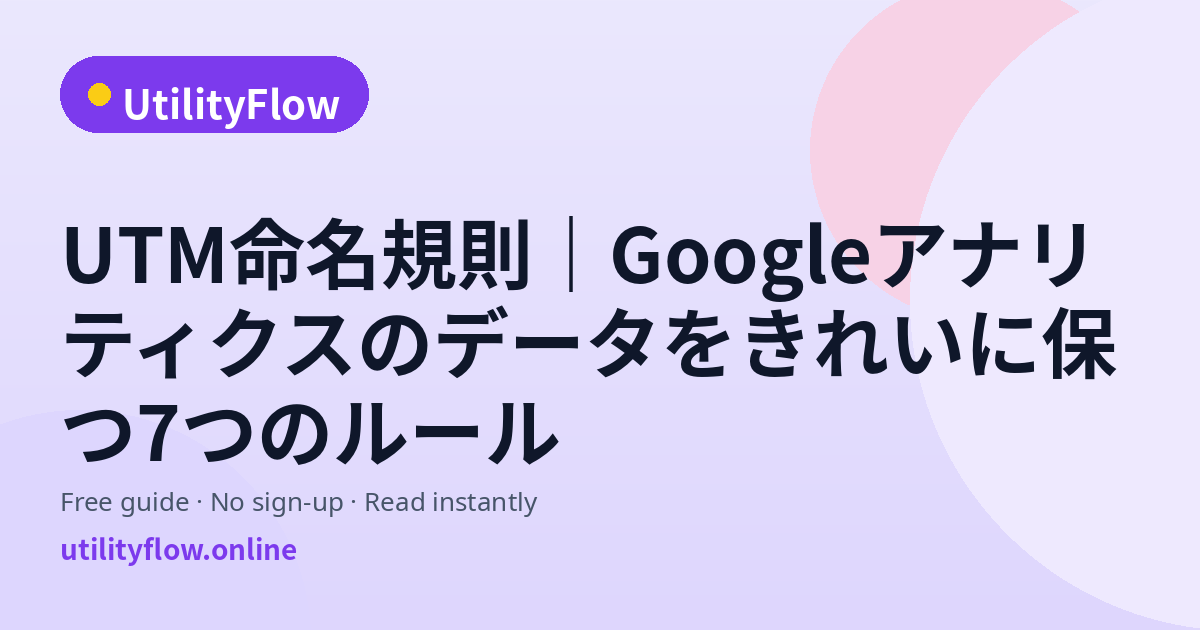 UtilityFlow
UTM命名規則｜Googleアナリ
ティクスのデータをきれいに保
つ7つのルール
Free guide · No sign-up · Read instantly
utilityflow.online